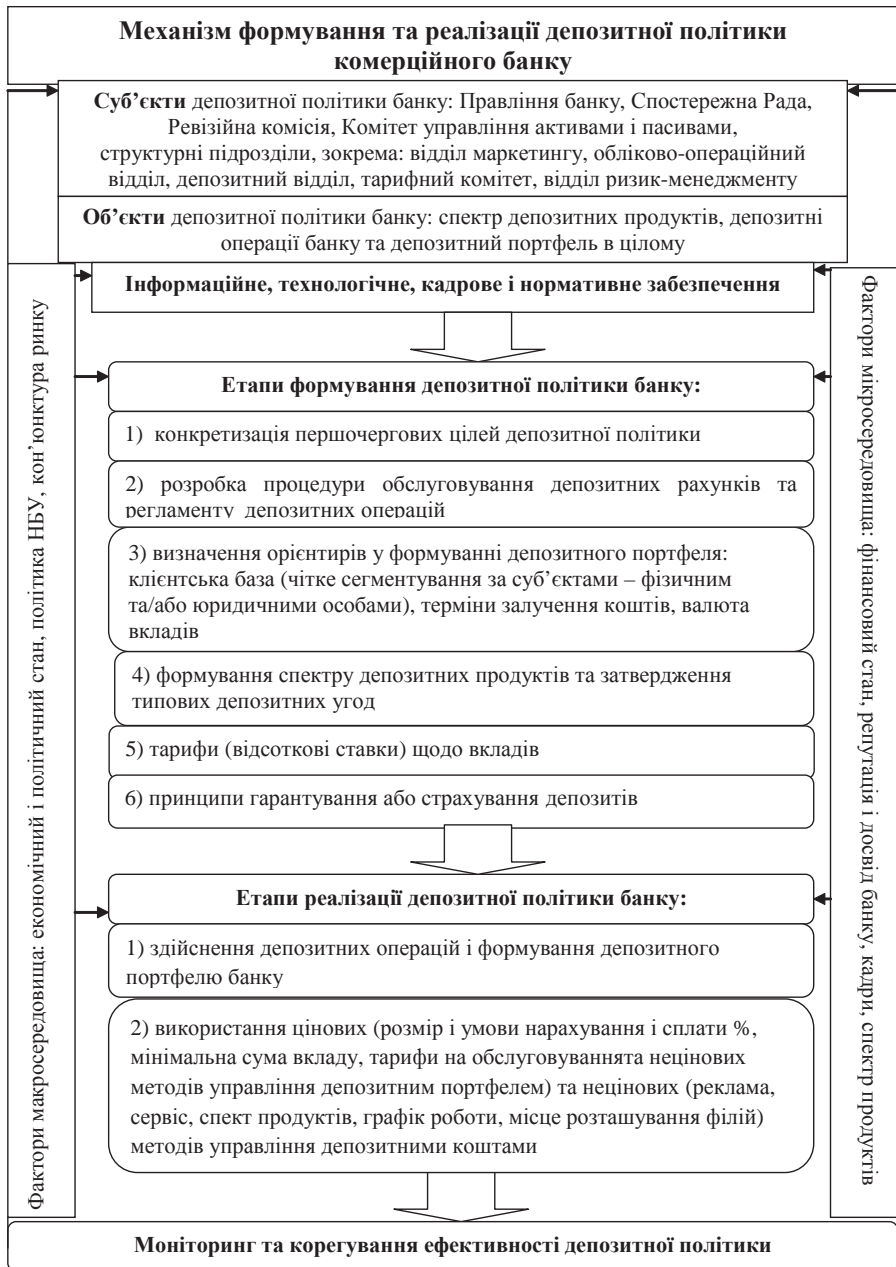 Механізм формування та реалізації депозитної політики
комерційного банку
Суб’єкти депозитної політики банку: Правління банку, Спостережна Рада,
Ревізійна комісія, Комітет управління активами і пасивами,
структурні підрозділи, зокрема: відділ маркетингу, обліково-операційний
відділ, депозитний відділ, тарифний комітет, відділ ризик-менеджменту
Об’єкти депозитної політики банку: спектр депозитних продуктів, депозитні
операції банку та депозитний портфель в цілому
Інформаційне, технологічне, кадрове і нормативне забезпечення
Фактори макросередовища: економічний і політичний стан, політика НБУ, кон’юнктура ринку
Етапи формування депозитної політики банку:
1) конкретизація першочергових цілей депозитної політики
2) розробка процедури обслуговування депозитних рахунків та
регламенту депозитних операцій
3) визначення орієнтирів у формуванні депозитного портфеля:
клієнтська база (чітке сегментування за суб’єктами – фізичним
та/або юридичними особами), терміни залучення коштів, валюта
вкладів
4) формування спектру депозитних продуктів та затвердження
типових депозитних угод
5) тарифи (відсоткові ставки) щодо вкладів
6) принципи гарантування або страхування депозитів
Етапи реалізації депозитної політики банку:
1) здійснення депозитних операцій і формування депозитного
портфелю банку
2) використання цінових (розмір і умови нарахування і сплати %,
мінімальна сума вкладу, тарифи на обслуговуваннята нецінових
методів управління депозитним портфелем) та нецінових (реклама,
сервіс, спект продуктів, графік роботи, місце розташування філій)
методів управління депозитними коштами
Фактори мікросередовища: фінансовий стан, репутація і досвід банку, кадри, спектр продуктів
Моніторинг та корегування ефективності депозитної політики